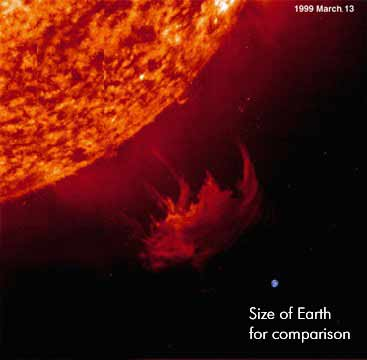 1999 March 13
Size of Earth
for comparison